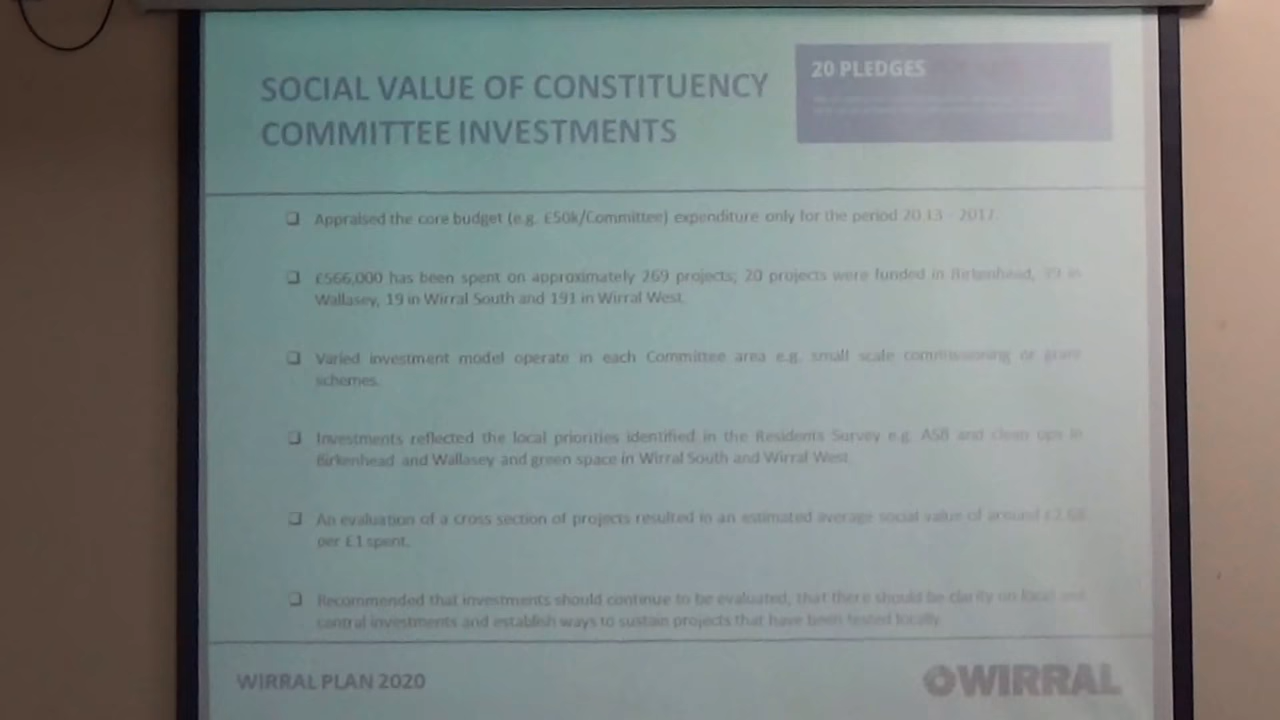 SOCIAL VALUE OF CONSTITUENCY
COMMITTEE INVESTMENTS
20 PLEDGES
❑ Appraised the core budget (e.g. £50k/Committee) expenditure only for the period 2013 - 2017.
❑ £566,000 has been spent on approximately 269 projects; 20 projects were funded in Birkenhead, in
Wallasey, 19 in Wirral South and 191 in Wirral West.
❑ Varied investment model operate in each Committee area e.g. small scale commissioning or grant
schemes.
❑ Investments reflected the local priorities identified in the Residents Survey e.g. ASB and clean ups in
Birkenhead and Wallasey and green space in Wirral South and Wirral West.
❑ An evaluation of a cross section of projects resulted in an estimated average social value of around
per £1 spent.
❑ Recommended that investments should continue to be evaluated, that there should be clarity on local and
central investments and establish ways to sustain projects that have been tested locally.
WIRRAL PLAN 2020
WIRRAL